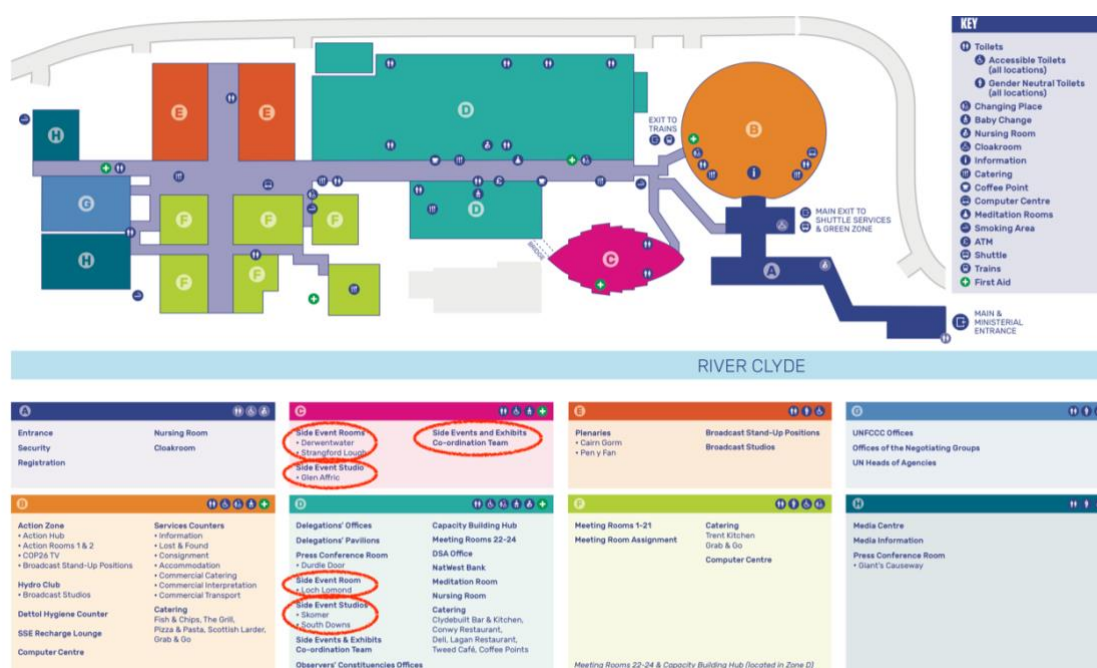 KEY
Toilets
Accessible Toilets
(all locations)
Gender Neutral Toilets
(all locations)
Changing Place
Baby Change
Nursing Room
Cloakroom
Information
Catering
Coffee Point
Computer Centre
Meditation Rooms
Smoking Area
ATM
Shuttle
Trains
First Aid
H
E
E
D
B
EXIT TO
TRAINS
G
F
F
F
D
H
F
F
BRIDGE
C
A
MAIN EXIT TO
SHUTTLE SERVICES
& GREEN ZONE
MAIN &
MINISTERIAL
ENTRANCE
RIVER CLYDE
A
Entrance
Security
Registration
Nursing Room
Cloakroom
C
Side Event Rooms
• Derwentwater
• Strangford Lough
Side Event Studio
• Glen Affric
Side Events and Exhibits
Co-ordination Team
E
Plenaries
• Cairn Gorm
• Pen y Fan
Broadcast Stand-Up Positions
Broadcast Studios
G
UNFCCC Offices
Offices of the Negotiating Groups
UN Heads of Agencies
B
Action Zone
• Action Hub
• Action Rooms 1 & 2
• COP26 TV
• Broadcast Stand-Up Positions
Hydro Club
• Broadcast Studios
Dettol Hygiene Counter
SSE Recharge Lounge
Computer Centre
Services Counters
• Information
• Lost & Found
• Consignment
• Accommodation
• Commercial Catering
• Commercial Interpretation
• Commercial Transport
Catering
Fish & Chips, The Grill,
Pizza & Pasta, Scottish Larder,
Grab & Go
D
Delegations' Offices
Delegations' Pavilions
Press Conference Room
• Durdle Door
Side Event Room
• Loch Lomond
Side Event Studios
• Skomer
• South Downs
Side Events & Exhibits
Co-ordination Team
Observers' Constituencies Offices
Capacity Building Hub
Meeting Rooms 22-24
DSA Office
NatWest Bank
Meditation Room
Nursing Room
Catering
Clydebuilt Bar & Kitchen,
Conwy Restaurant,
Deli, Lagan Restaurant,
Tweed Café, Coffee Points
F
Meeting Rooms 1-21
Meeting Room Assignment
Catering
Trent Kitchen
Grab & Go
Computer Centre
Meeting Rooms 22-24 & Capacity Building Hub (located in Zone D)
H
Media Centre
Media Information
Press Conference Room
• Giant's Causeway